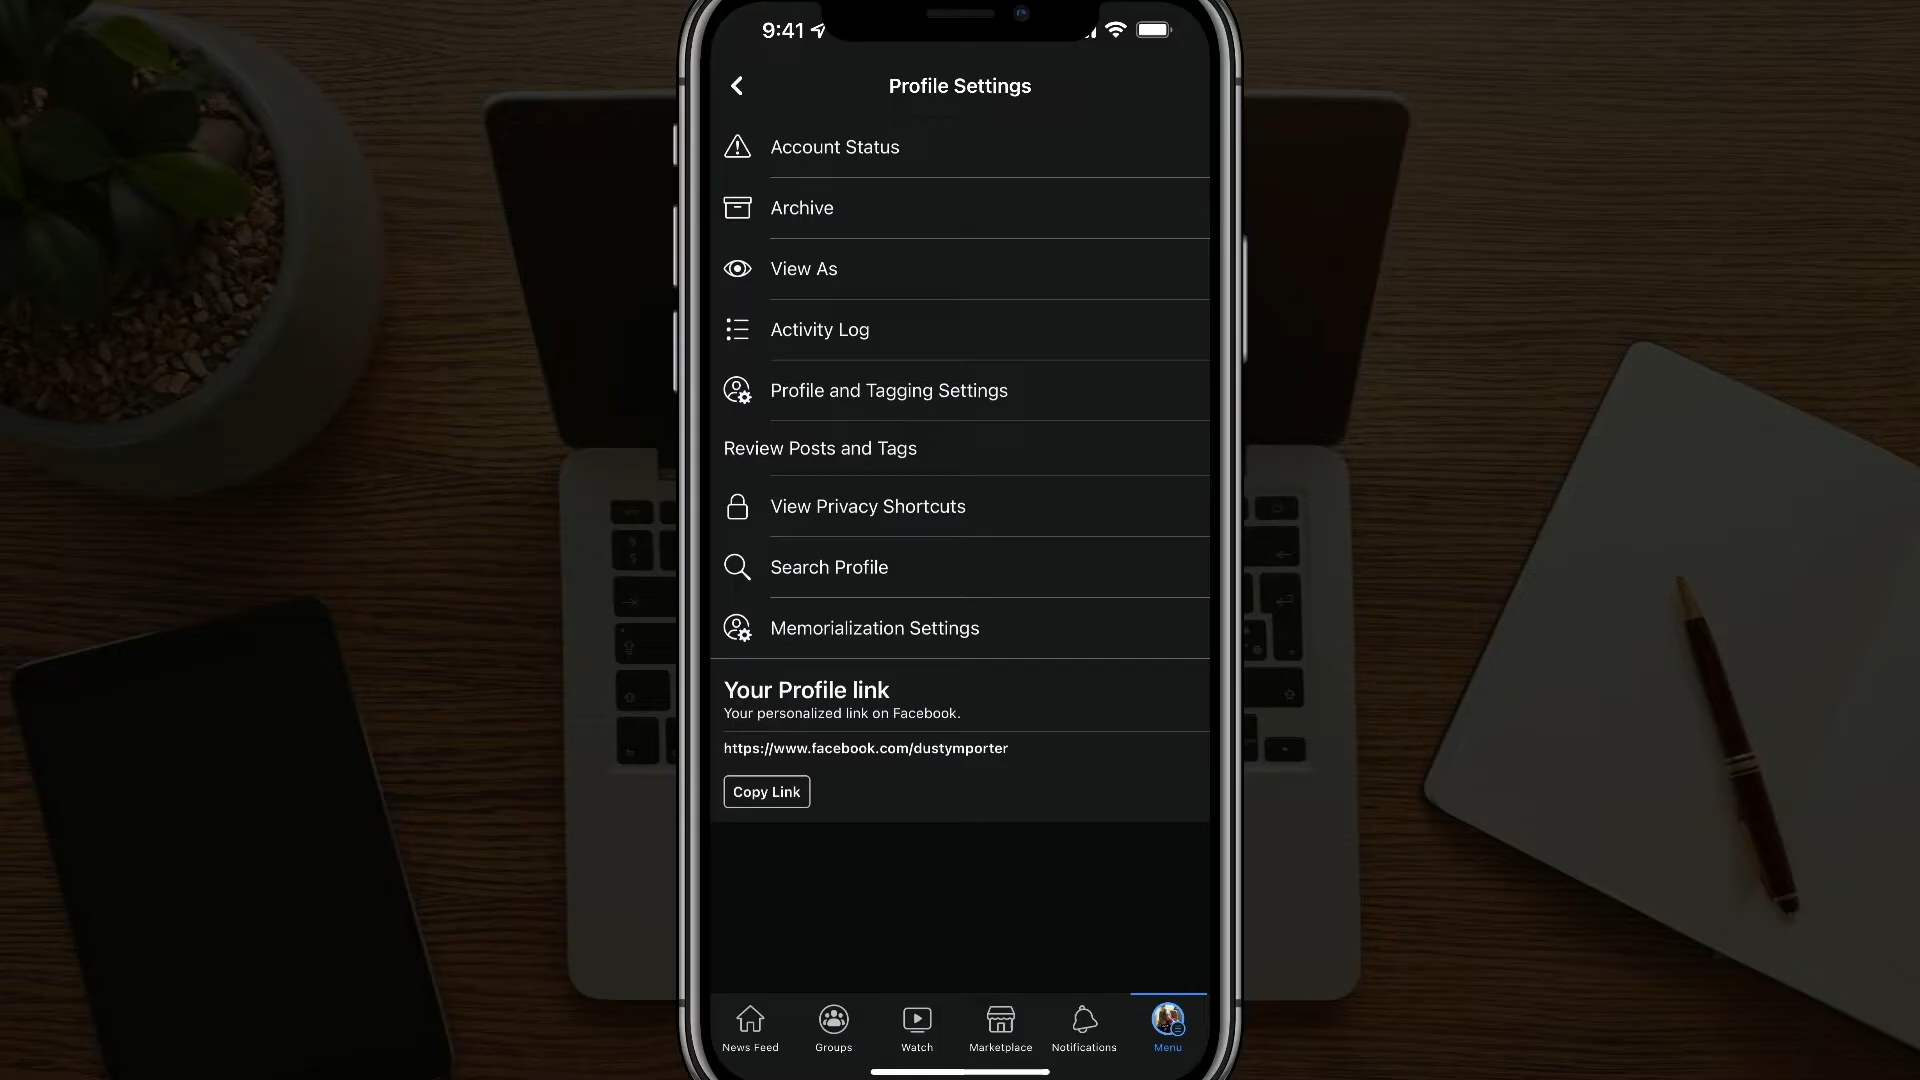 9:41
Profile Settings
Account Status
Archive
View As
Activity Log
Profile and Tagging Settings
Review Posts and Tags
View Privacy Shortcuts
Search Profile
Memorialization Settings
Your Profile link
Your personalized link on Facebook.
https://www.facebook.com/dustymporter
Copy Link
News Feed
Groups
Watch
Marketplace
Notifications
Menu